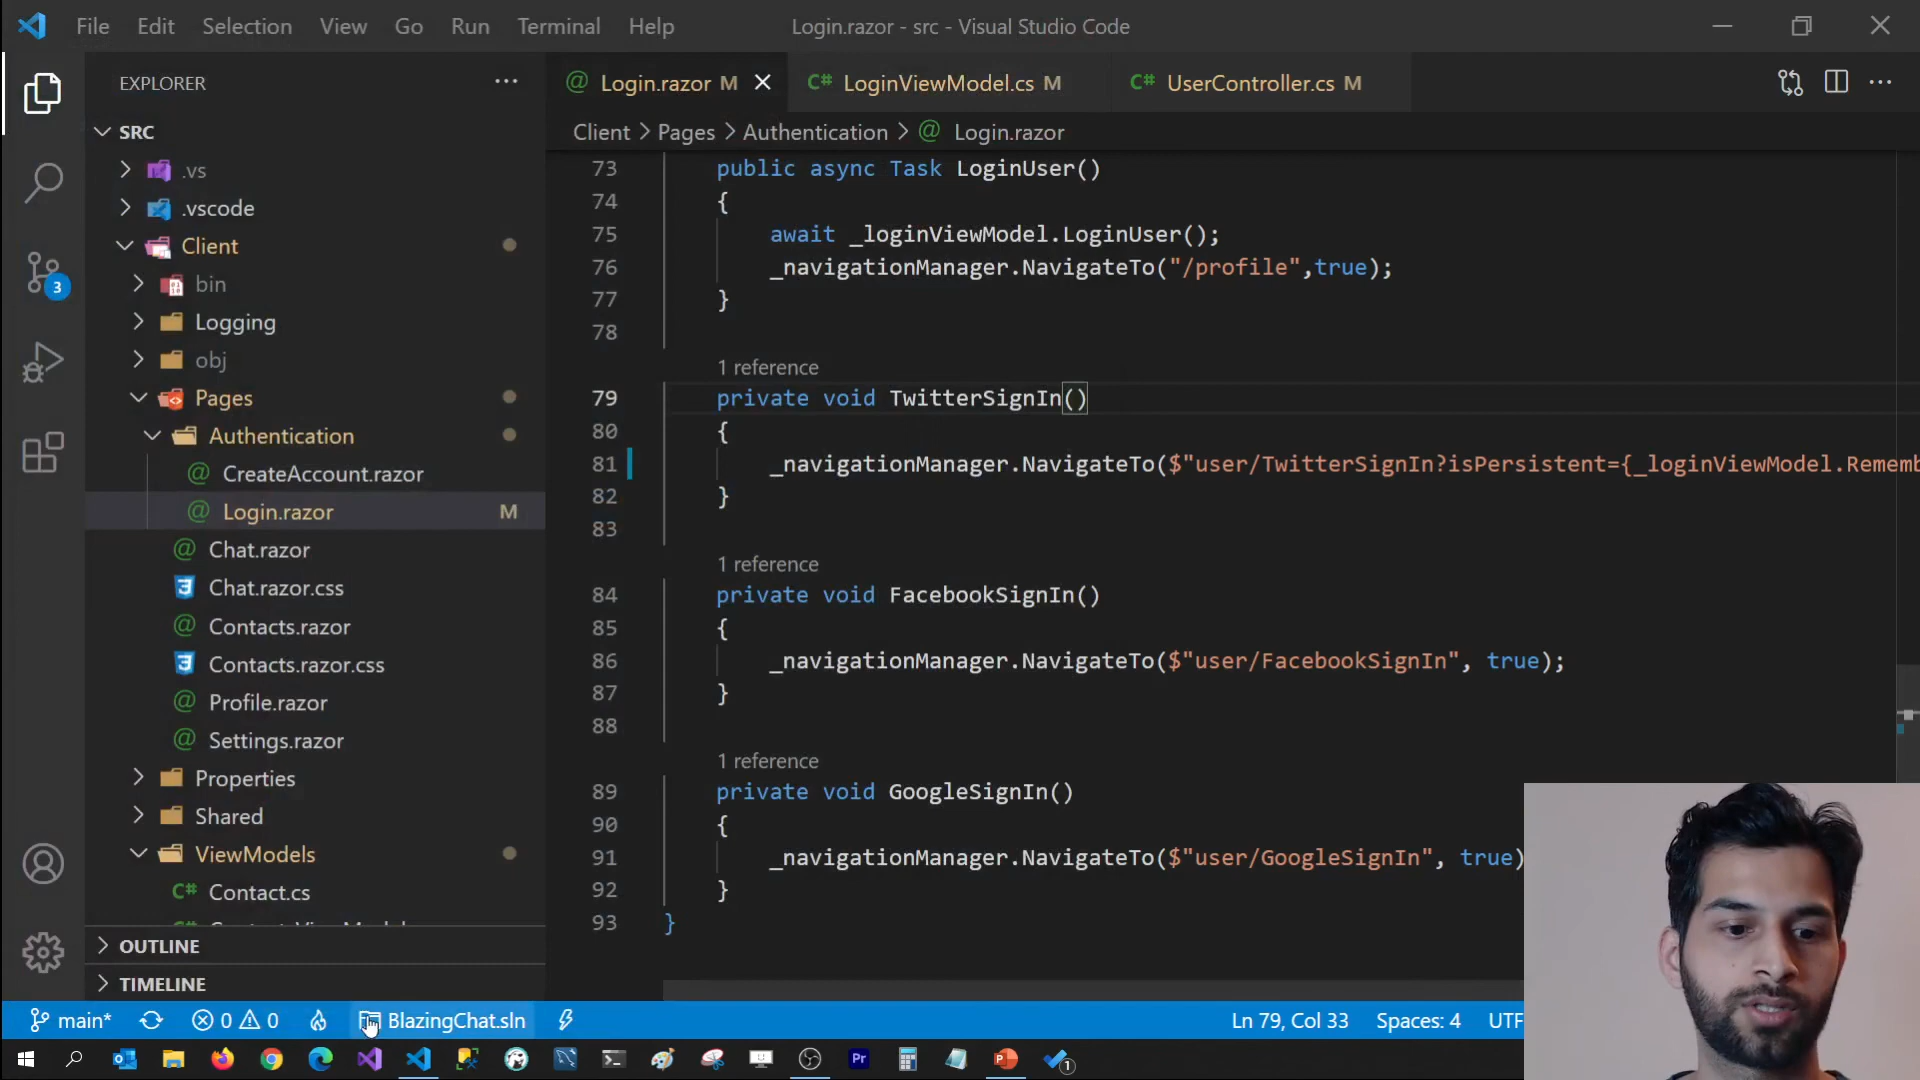 File Edit Selection View Go Run Terminal Help
Login.razor - src - Visual Studio Code
EXPLORER
SRC
.vs
.vscode
Client
bin
Logging
obj
Pages
Authentication
CreateAccount.razor
Login.razor M
Chat.razor
Chat.razor.css
Contacts.razor
Contacts.razor.css
Profile.razor
Settings.razor
Properties
Shared
ViewModels
Contact.cs
OUTLINE
TIMELINE
3
Login.razor M
LoginViewModel.cs M
UserController.cs M
Client > Pages > Authentication > Login.razor
73 public async Task LoginUser()
74 {
75 await _loginViewModel.LoginUser();
76 _navigationManager.NavigateTo("/profile",true);
77 }
78
1 reference
79 private void TwitterSignIn()
80 {
81 _navigationManager.NavigateTo($"user/TwitterSignIn?isPersistent={_loginViewModel.Rememb
82 }
83
1 reference
84 private void FacebookSignIn()
85 {
86 _navigationManager.NavigateTo($"user/FacebookSignIn", true);
87 }
88
1 reference
89 private void GoogleSignIn()
90 {
91 _navigationManager.NavigateTo($"user/GoogleSignIn", true)
92 }
93 }
main* 0 0 BlazingChat.sln Ln 79, Col 33 Spaces: 4 UTF
Pr 1